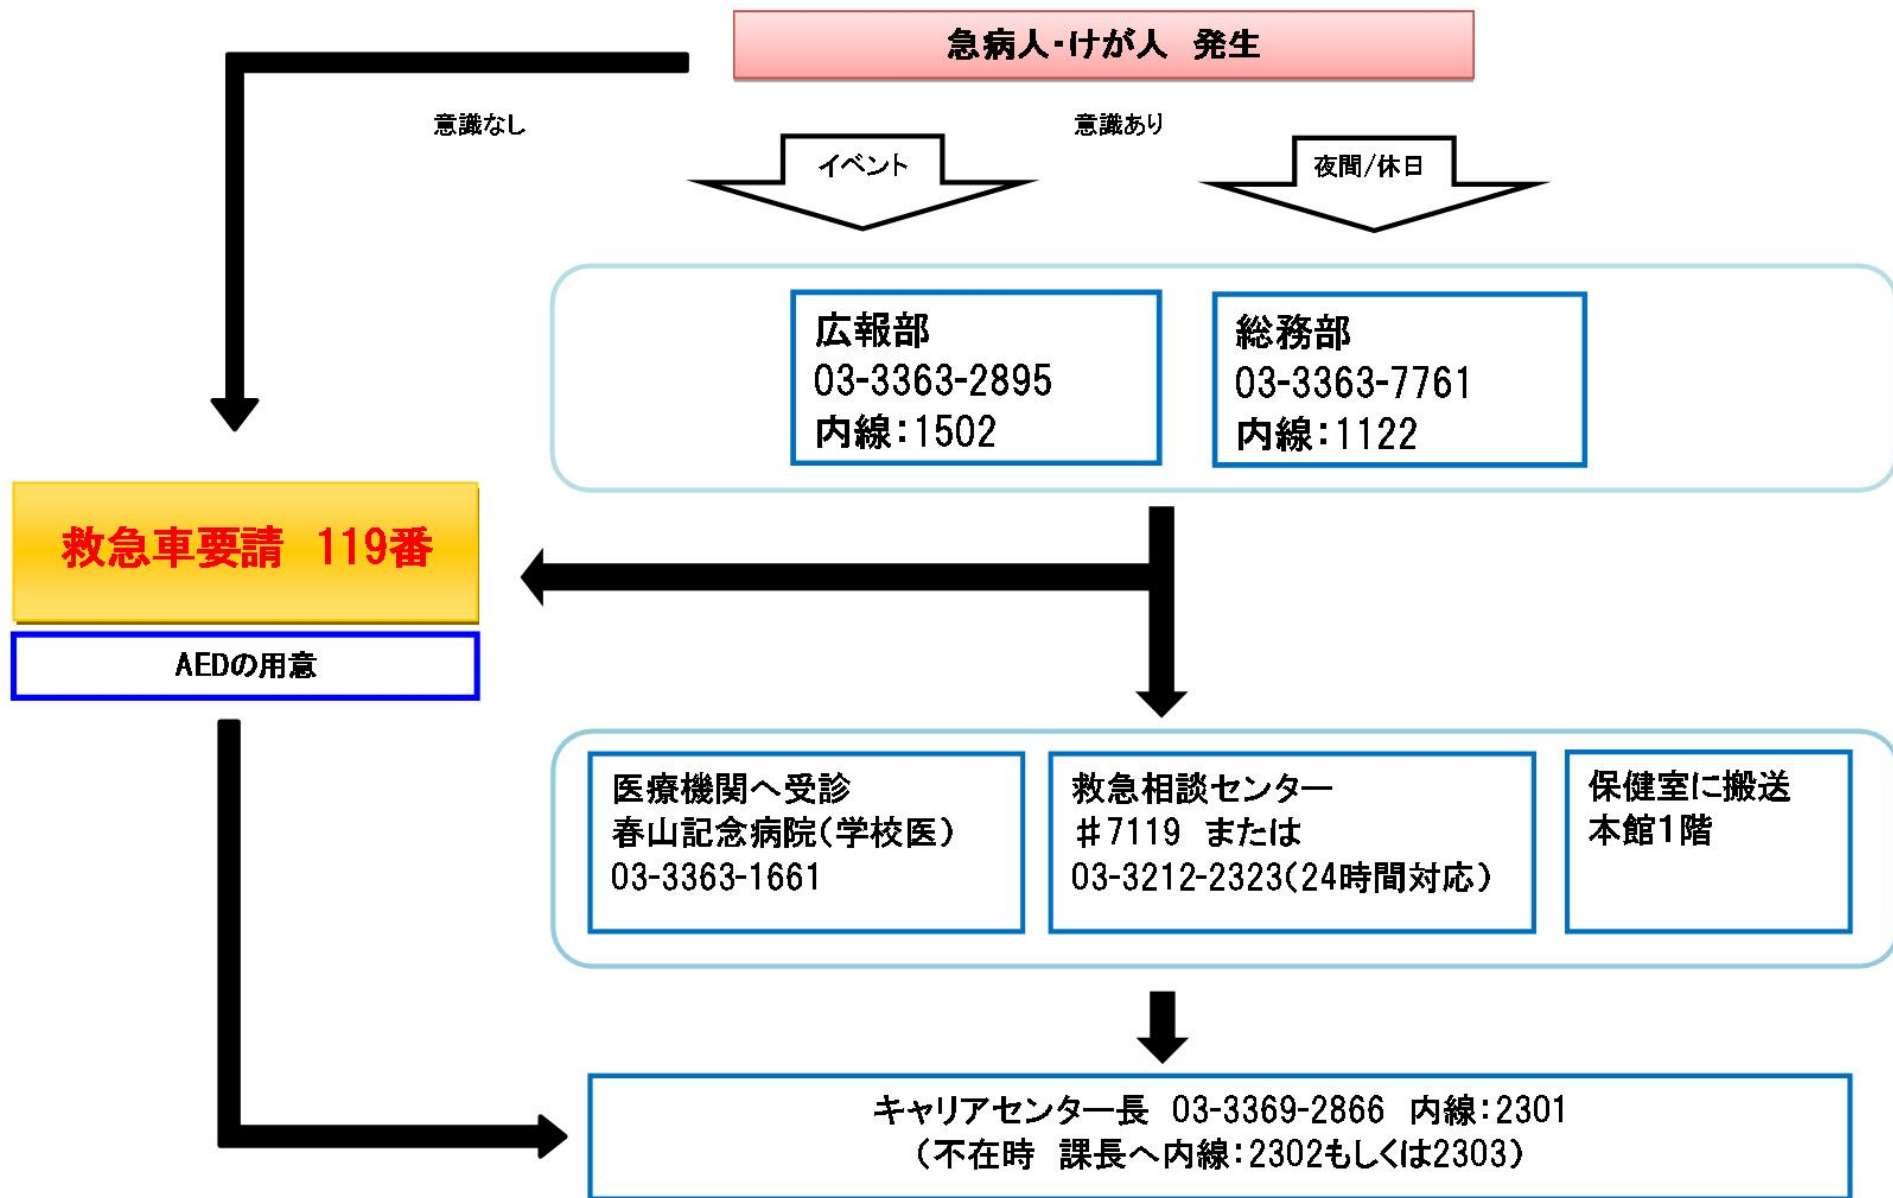 急病人・けが人　発生
意識なし
意識あり
イベント
夜間/休日
広報部
03-3363-2895
内線：1502
総務部
03-3363-7761
内線：1122
救急車要請　119番
AEDの用意
医療機関へ受診
春山記念病院（学校医）
03-3363-1661
救急相談センター
＃7119　または
03-3212-2323（24時間対応）
保健室に搬送
本館1階
キャリアセンター長　03-3369-2866　内線：2301
（不在時　課長へ内線：2302もしくは2303）